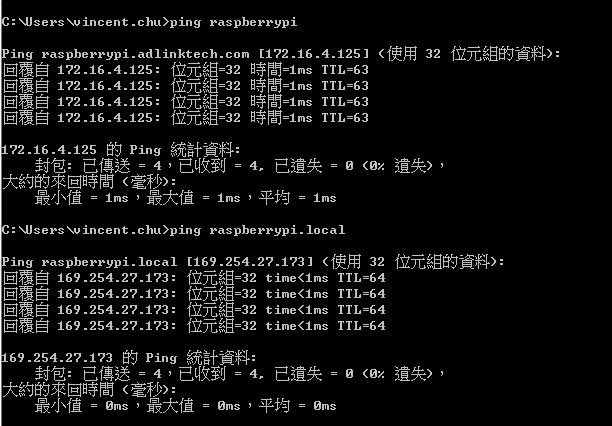 C:\Users\vincent.chu>ping raspberrypi
Ping raspberrypi.adlinktech.com [172.16.4.125] (使用 32 位元組的資料):
回覆自 172.16.4.125: 位元組=32 時間=1ms TTL=63
回覆自 172.16.4.125: 位元組=32 時間=1ms TTL=63
回覆自 172.16.4.125: 位元組=32 時間=1ms TTL=63
回覆自 172.16.4.125: 位元組=32 時間=1ms TTL=63
172.16.4.125 的 Ping 統計資料:
封包: 已傳送 = 4，已收到 = 4, 已遺失 = 0 (0% 遺失)，
大約的來回時間 (毫秒):
最小值 = 1ms，最大值 = 1ms，平均 = 1ms
C:\Users\vincent.chu>ping raspberrypi.local
Ping raspberrypi.local [169.254.27.173] (使用 32 位元組的資料):
回覆自 169.254.27.173: 位元組=32 time<1ms TTL=64
回覆自 169.254.27.173: 位元組=32 time<1ms TTL=64
回覆自 169.254.27.173: 位元組=32 time<1ms TTL=64
回覆自 169.254.27.173: 位元組=32 time<1ms TTL=64
169.254.27.173 的 Ping 統計資料:
封包: 已傳送 = 4，已收到 = 4, 已遺失 = 0 (0% 遺失)，
大約的來回時間 (毫秒):
最小值 = 0ms，最大值 = 0ms，平均 = 0ms